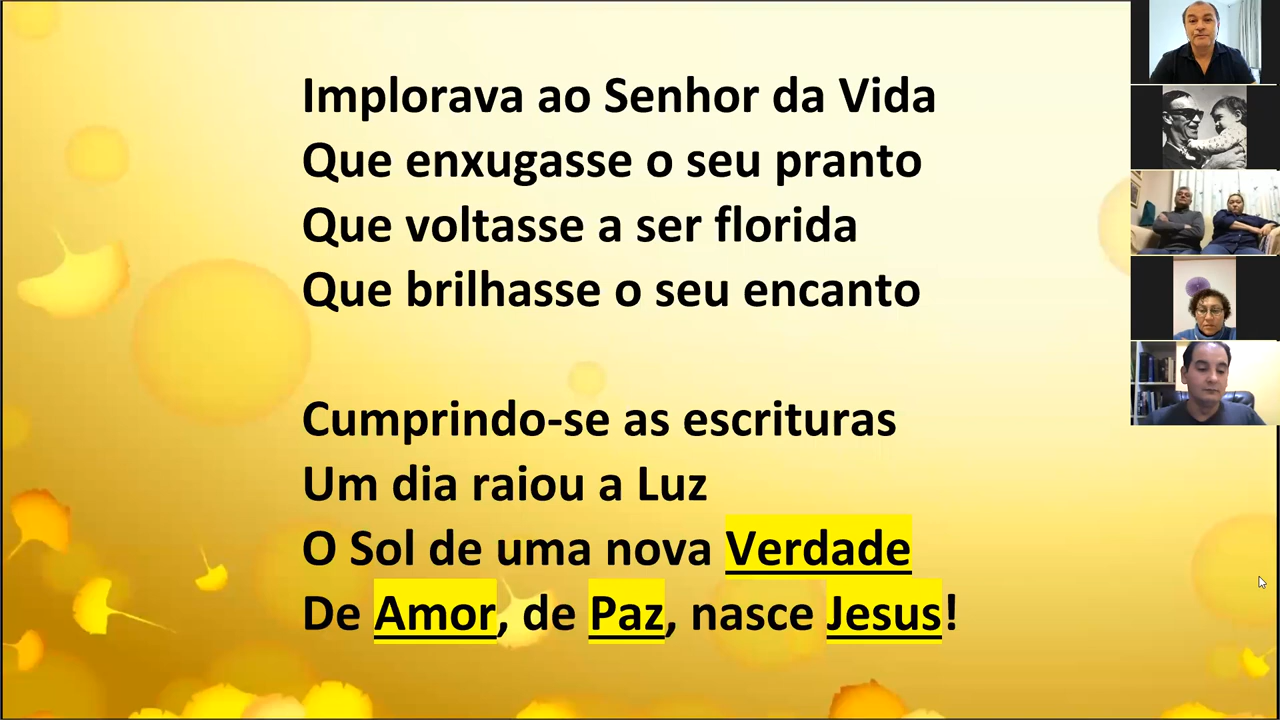 Implorava ao Senhor da Vida
Que enxugasse o seu pranto
Que voltasse a ser florida
Que brilhasse o seu encanto
Cumprindo-se as escrituras
Um dia raiou a Luz
O Sol de uma nova Verdade
De Amor, de Paz, nasce Jesus!